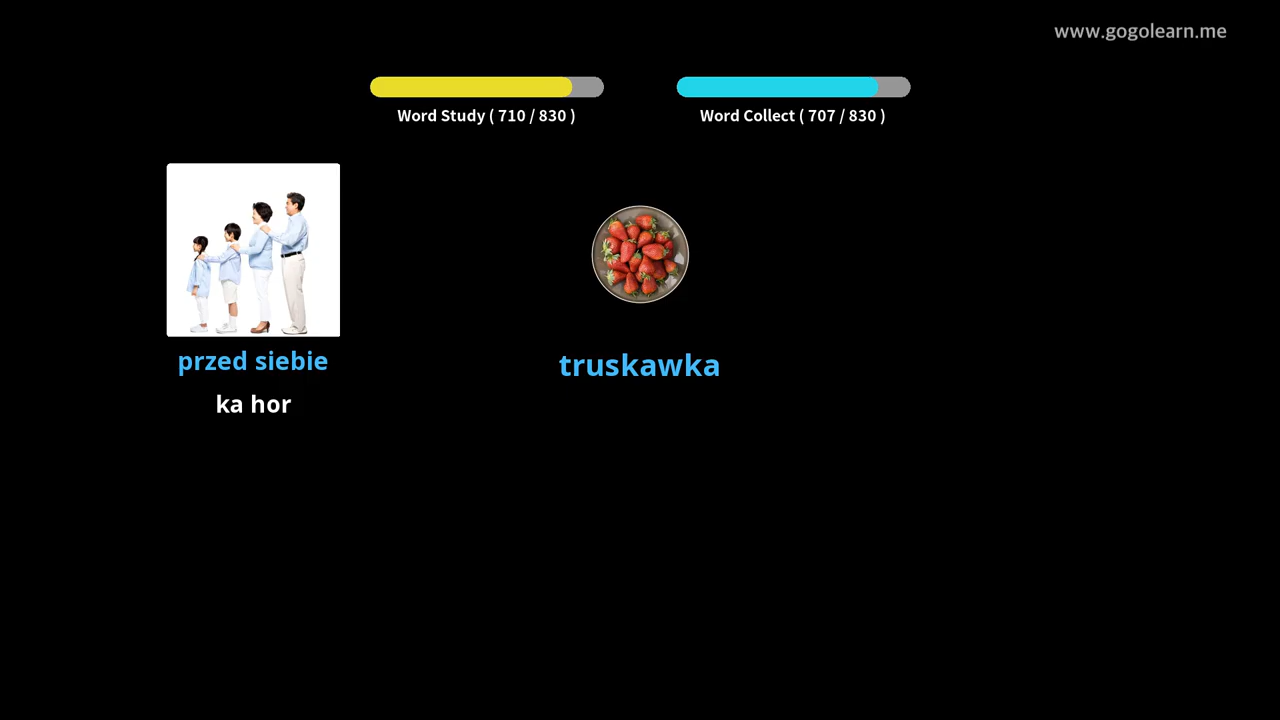 www.gogolearn.me
Word Study ( 710 / 830 )
Word Collect ( 707 / 830 )
przed siebie
ka hor
truskawka